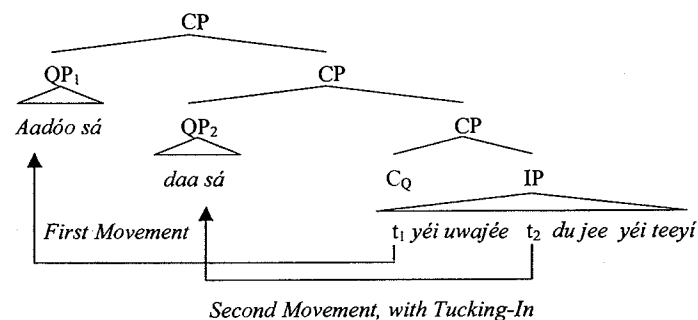 CP
QP₁ CP
Aadóo sá QP₂ CP
daa sá C_Q IP
First Movement t₁ yéi uwajée t₂ du jee yéi teeyí
Second Movement, with Tucking-In